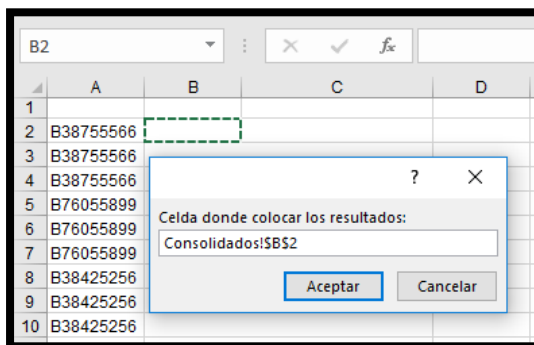 B2 fx
A B C D
1
2 B38755566
3 B38755566
4 B38755566
? ×
5 B76055899
6 B76055899
Celda donde colocar los resultados:
7 B76055899
Consolidados!$B$2
8 B38425256
Aceptar Cancelar
9 B38425256
10 B38425256